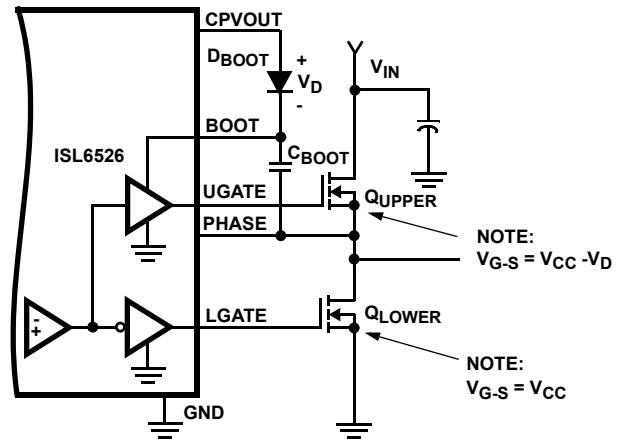 CPVOUT
DBOOT
+
VD
-
VIN
BOOT
ISL6526
CBOOT
UGATE
QUPPER
PHASE
NOTE:
VG-S = VCC -VD
- +
LGATE
QLOWER
NOTE:
VG-S = VCC
GND